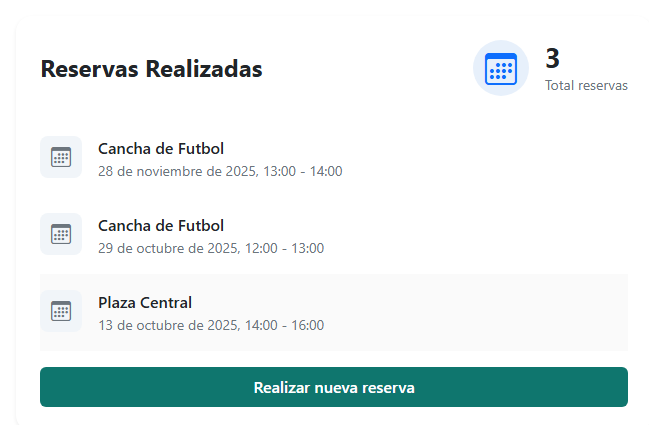 Reservas Realizadas
3
Total reservas
Cancha de Futbol
28 de noviembre de 2025, 13:00 - 14:00
Cancha de Futbol
29 de octubre de 2025, 12:00 - 13:00
Plaza Central
13 de octubre de 2025, 14:00 - 16:00
Realizar nueva reserva